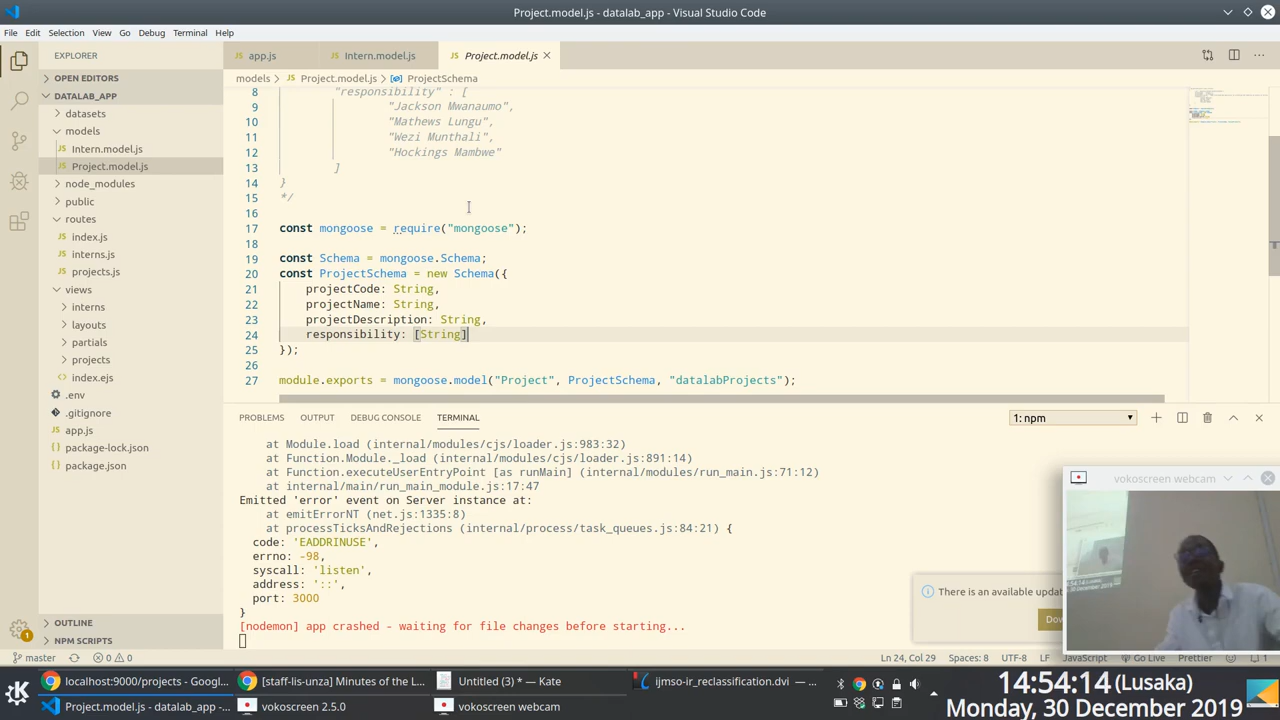 Project.model.js - datalab_app - Visual Studio Code
File Edit Selection View Go Debug Terminal Help
EXPLORER
OPEN EDITORS
DATALAB_APP
datasets
models
Intern.model.js
Project.model.js
node_modules
public
routes
index.js
interns.js
projects.js
views
interns
layouts
partials
projects
index.ejs
.env
.gitignore
app.js
package-lock.json
package.json
OUTLINE
NPM SCRIPTS
JS app.js JS Intern.model.js JS Project.model.js
models > JS Project.model.js > ProjectSchema
8 "responsibility" : [
9 "Jackson Mwanaumo",
10 "Mathews Lungu",
11 "Wezi Munthali",
12 "Hockings Mambwe"
13 ]
14 }
15 */
16
17 const mongoose = require("mongoose");
18
19 const Schema = mongoose.Schema;
20 const ProjectSchema = new Schema({
21 projectCode: String,
22 projectName: String,
23 projectDescription: String,
24 responsibility: [String]
25 });
26
27 module.exports = mongoose.model("Project", ProjectSchema, "datalabProjects");
PROBLEMS OUTPUT DEBUG CONSOLE TERMINAL 1: npm
at Module.load (internal/modules/cjs/loader.js:983:32)
at Function.Module._load (internal/modules/cjs/loader.js:891:14)
at Function.executeUserEntryPoint [as runMain] (internal/modules/run_main.js:71:12)
at internal/main/run_main_module.js:17:47
Emitted 'error' event on Server instance at:
at emitErrorNT (net.js:1335:8)
at processTicksAndRejections (internal/process/task_queues.js:84:21) {
code: 'EADDRINUSE',
errno: -98,
syscall: 'listen',
address: '::',
port: 3000
}
[nodemon] app crashed - waiting for file changes before starting...
vokoscreen webcam
There is an available upda
Dow
1
master 0 0 Ln 24, Col 29 Spaces: 8 UTF-8 LF JavaScript Go Live Prettier 1
localhost:9000/projects - Googl... [staff-lis-unza] Minutes of the L... Untitled (3) * — Kate ijmso-ir_reclassification.dvi — ...
Project.model.js - datalab_app -... vokoscreen 2.5.0 vokoscreen webcam
14:54:14 (Lusaka)
Monday, 30 December 2019